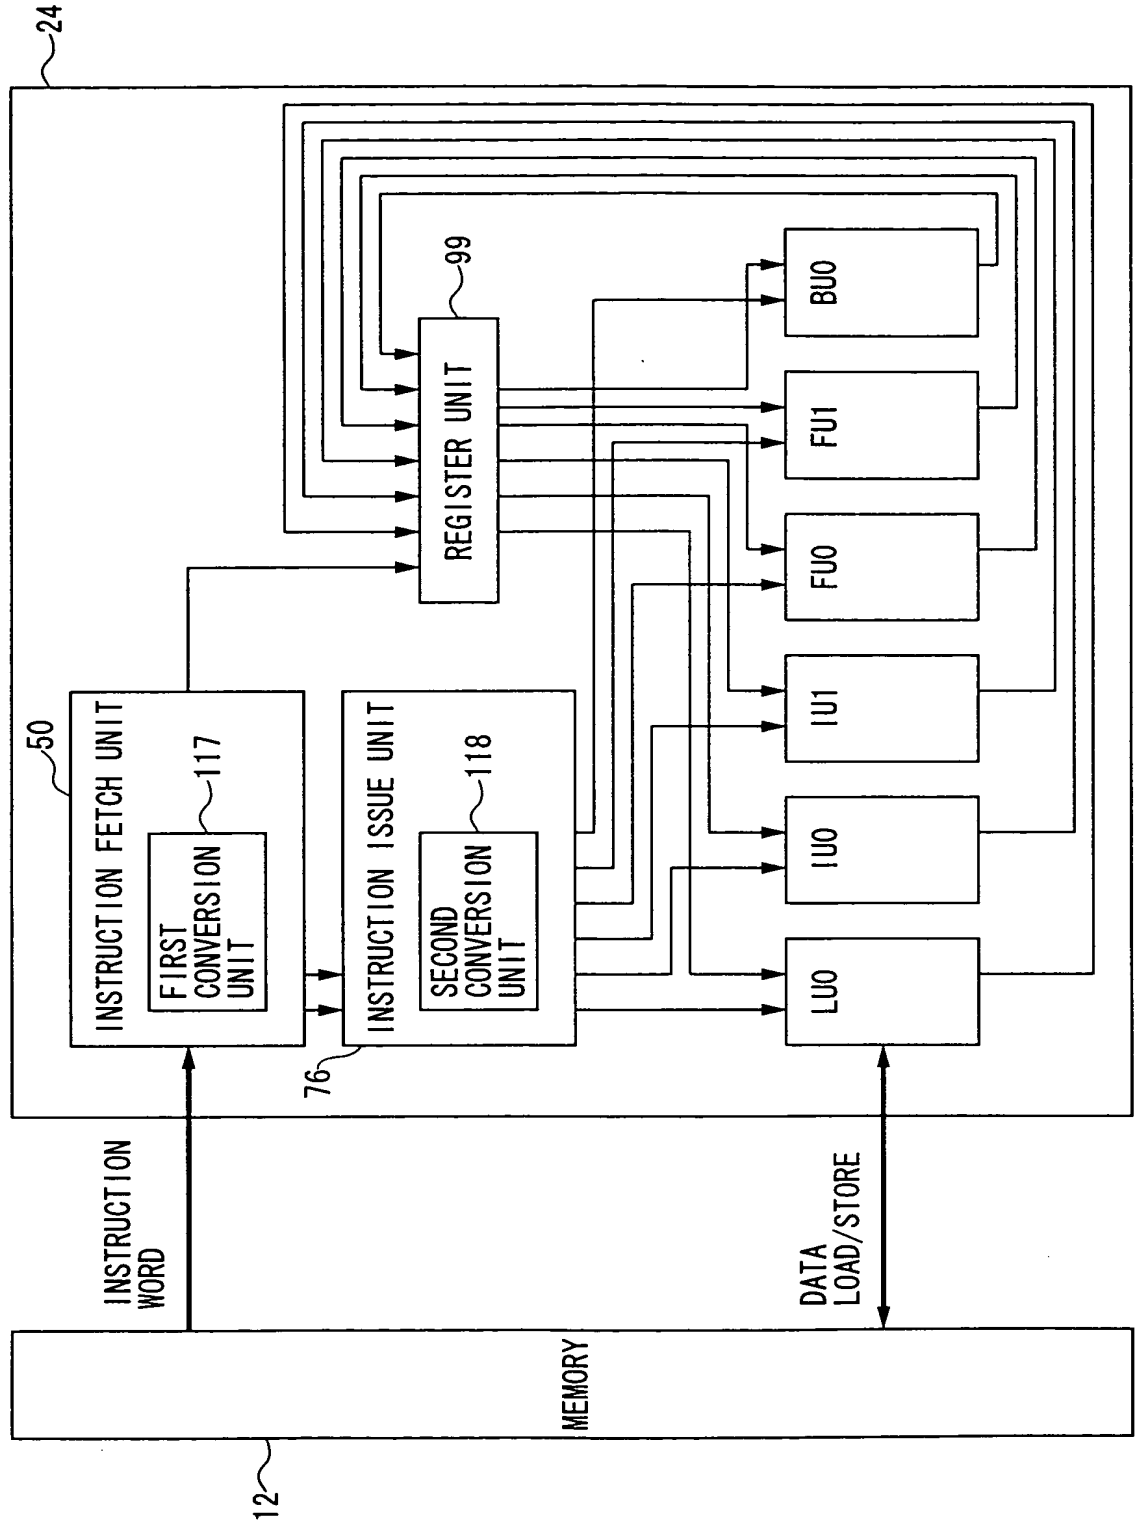 24
50
INSTRUCTION FETCH UNIT
FIRST
CONVERSION
UNIT
117
INSTRUCTION
WORD
76
INSTRUCTION ISSUE UNIT
SECOND
CONVERSION
UNIT
118
99
REGISTER UNIT
LU0
IU0
IU1
FU0
FU1
BU0
DATA
LOAD/STORE
MEMORY
12